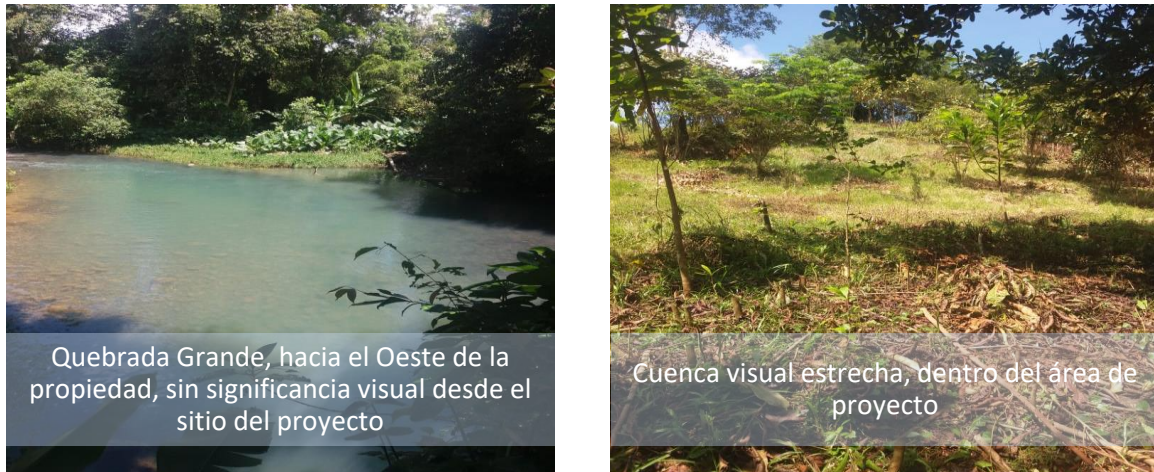 Quebrada Grande, hacia el Oeste de la
propiedad, sin significancia visual desde el
sitio del proyecto
Cuenca visual estrecha, dentro del área de
proyecto